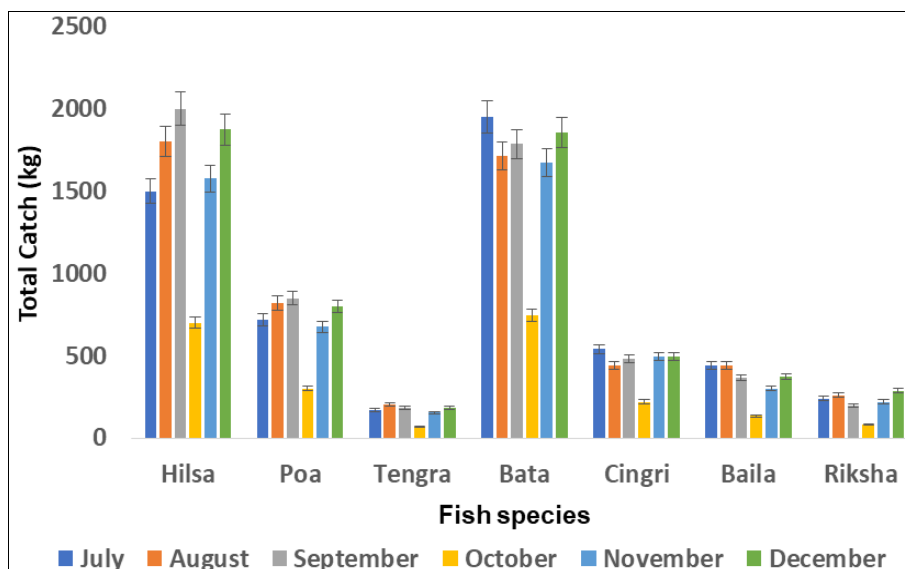 2500
2000
1500
1000
500
0
Total Catch (kg)
Hilsa Poa Tengra Bata Cingri Baila Riksha
Fish species
July August September October November December